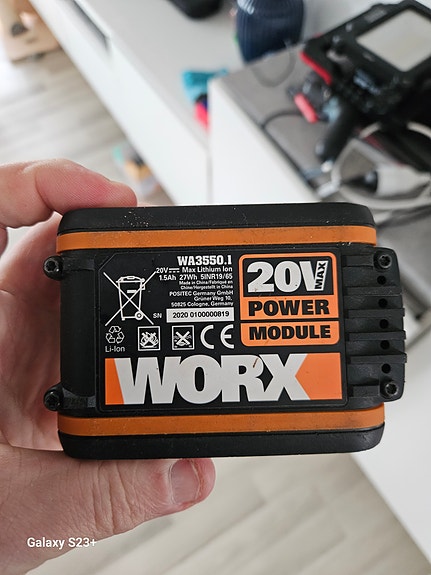 WA3550.1
20V Max Lithium Ion
1.5Ah 27Wh 5INR19/65
Made in China/Fabriqué en
Chine/Hergestellt in China
POSITEC Germany GmbH
Grüner Weg 10,
50825 Cologne, Germany
SN 2020 0100000819
Li-Ion
CE
20V MAX
POWER
MODULE
WORX
Galaxy S23+